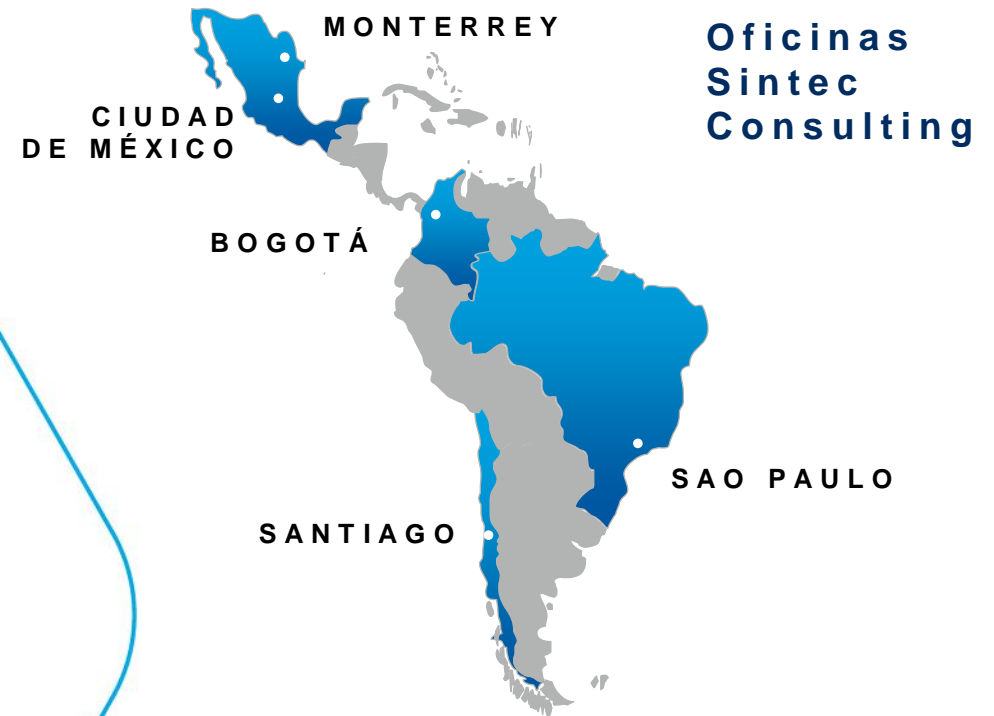 MONTERREY
Oficinas
Sintec
Consulting
CIUDAD
DE MÉXICO
BOGOTÁ
SAO PAULO
SANTIAGO